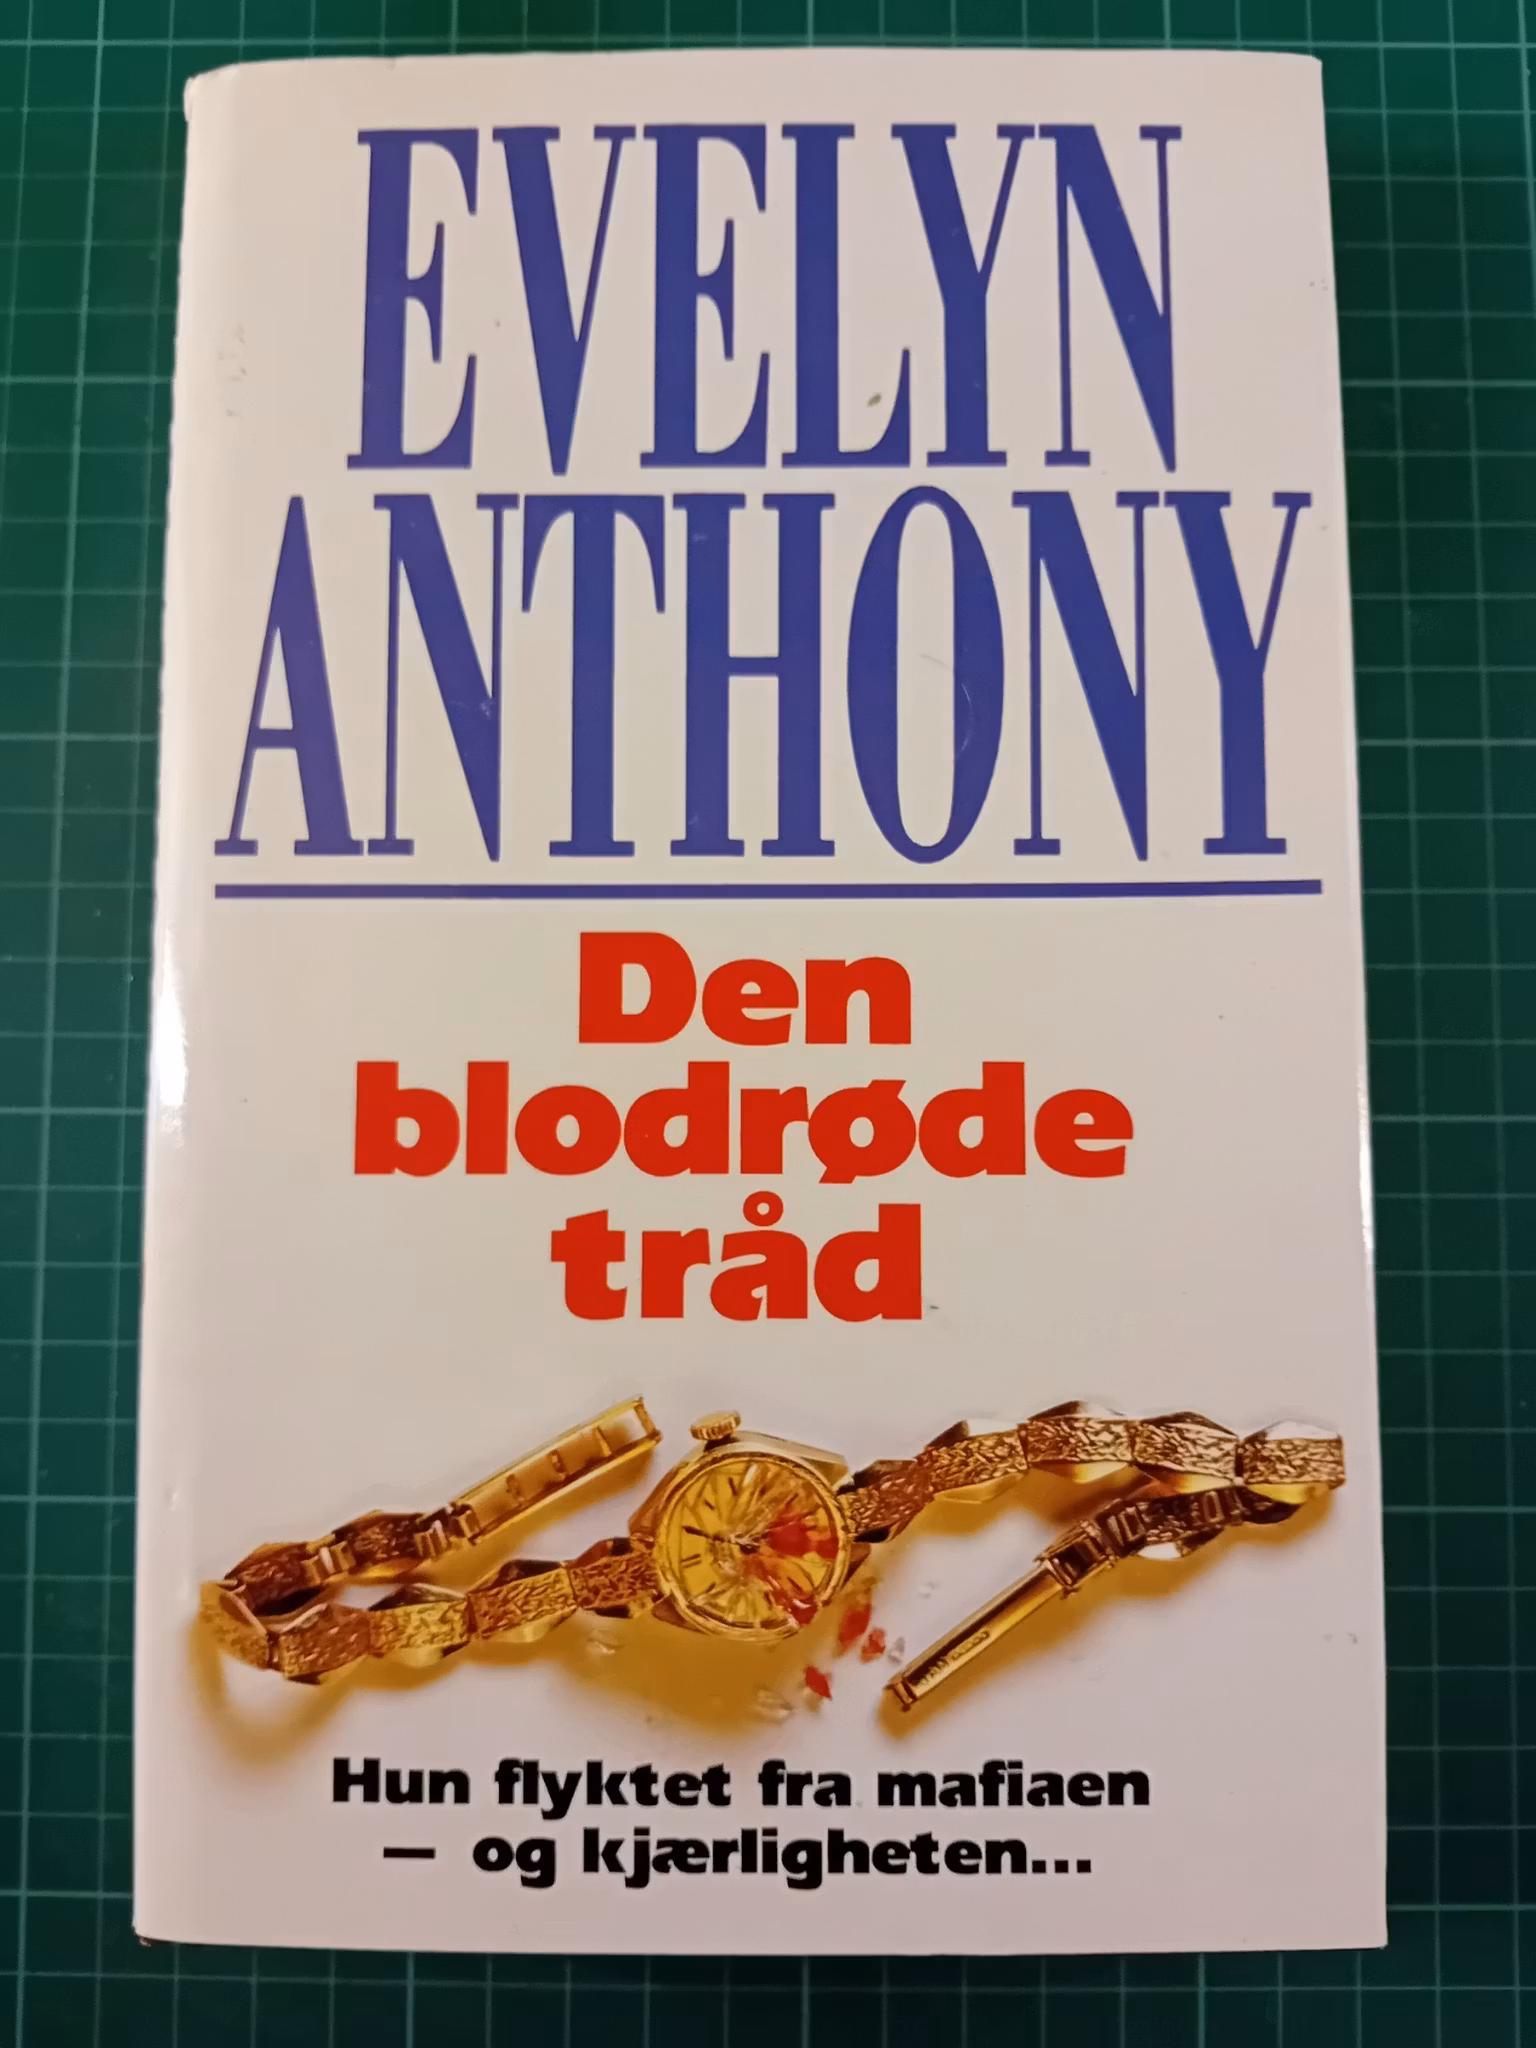 EVELYN
ANTHONY
Den
blodrøde
tråd
Hun flyktet fra mafiaen
— og kjærligheten...